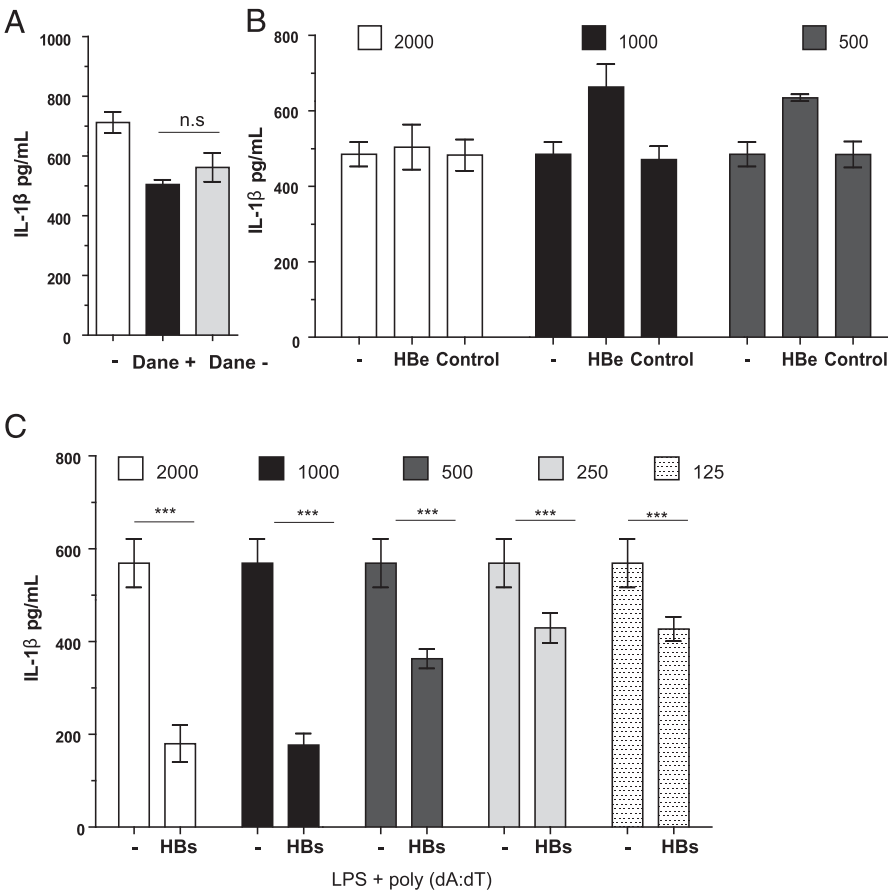 A
1000
800
600
400
200
0
IL-1β pg/mL
n.s
- Dane + Dane -
B
800
600
400
200
0
IL-1β pg/mL
2000 1000 500
- HBe Control - HBe Control - HBe Control
C
800
600
400
200
0
IL-1β pg/mL
2000 1000 500 250 125
*** *** *** *** ***
- HBs - HBs - HBs - HBs - HBs
LPS + poly (dA:dT)